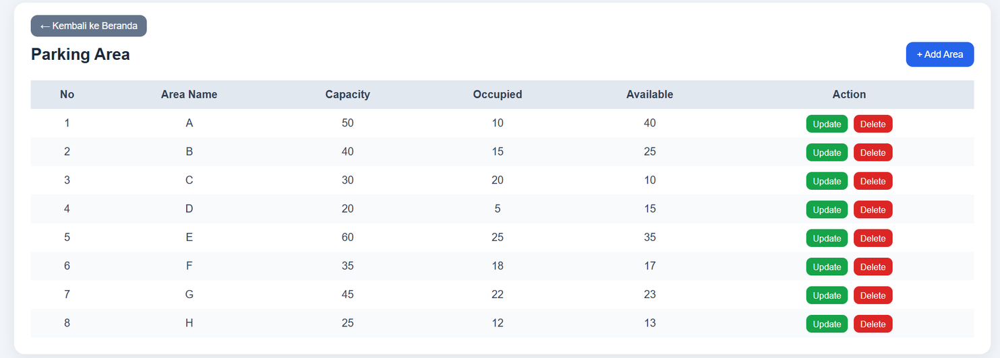 ← Kembali ke Beranda
Parking Area
+ Add Area
No Area Name Capacity Occupied Available Action
1 A 50 10 40 Update Delete
2 B 40 15 25 Update Delete
3 C 30 20 10 Update Delete
4 D 20 5 15 Update Delete
5 E 60 25 35 Update Delete
6 F 35 18 17 Update Delete
7 G 45 22 23 Update Delete
8 H 25 12 13 Update Delete